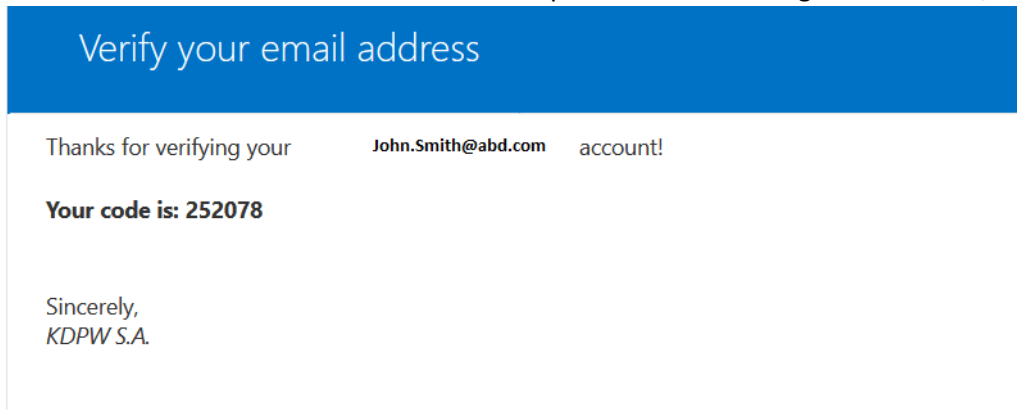 Verify your email address
Thanks for verifying your John.Smith@abd.com account!
Your code is: 252078
Sincerely,
KDPW S.A.